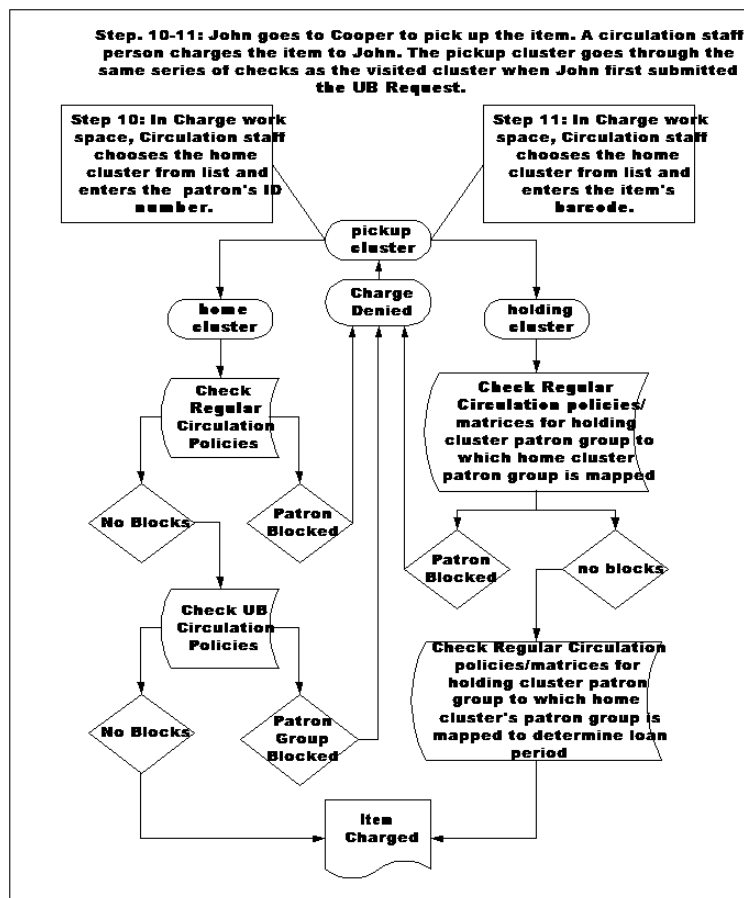 Step. 10-11: John goes to Cooper to pick up the item. A circulation staff
person charges the item to John. The pickup cluster goes through the
same series of checks as the visited cluster when John first submitted
the UB Request.
Step 10: In Charge work
space, Circulation staff
chooses the home
cluster from list and
enters the patron's ID
number.
Step 11: In Charge work
space, Circulation staff
chooses the home
cluster from list and
enters the item's
barcode.
pickup
cluster
Charge
Denied
home
cluster
holding
cluster
Check
Regular
Circulation
Policies
Check Regular
Circulation policies/
matrices for holding
cluster patron group to
which home cluster
patron group is mapped
No Blocks
Patron
Blocked
Patron
Blocked
no blocks
Check UB
Circulation
Policies
Check Regular Circulation
policies/matrices for
holding cluster patron
group to which home
cluster's patron group is
mapped to determine loan
period
No Blocks
Patron
Group
Blocked
Item
Charged